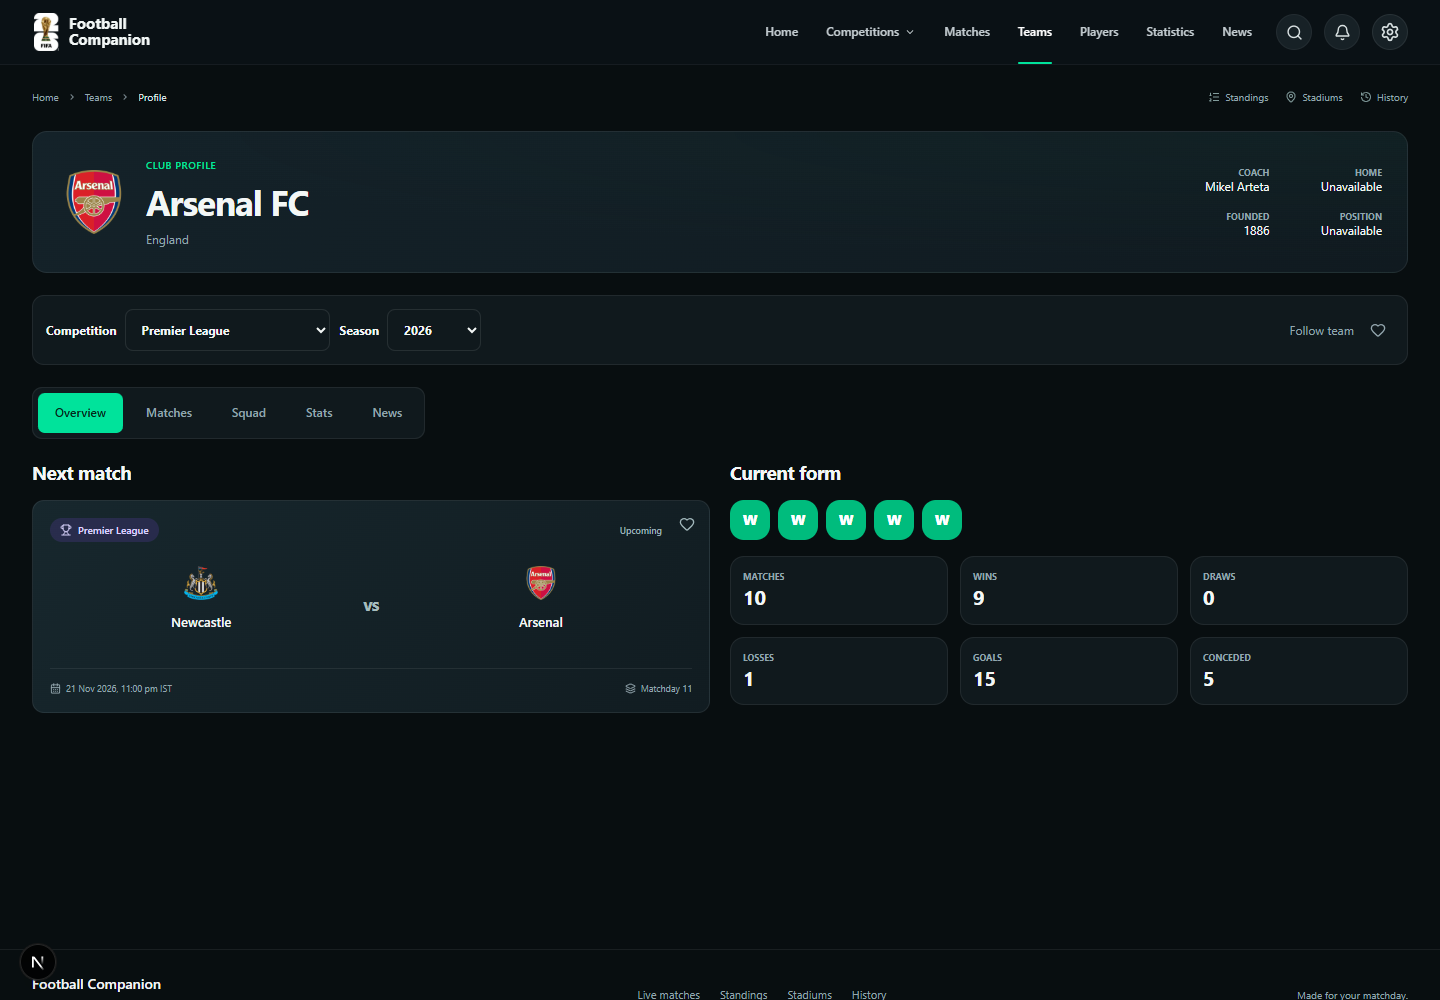 Football
Companion
FIFA
Home
Competitions
Matches
Teams
Players
Statistics
News
Home
Teams
Profile
Standings
Stadiums
History
Arsenal
CLUB PROFILE
Arsenal FC
England
COACH
Mikel Arteta
HOME
Unavailable
FOUNDED
1886
POSITION
Unavailable
Competition
Premier League
Season
2026
Follow team
Overview
Matches
Squad
Stats
News
Next match
Premier League
Upcoming
Newcastle
VS
Arsenal
Arsenal
21 Nov 2026, 11:00 pm IST
Matchday 11
Current form
W W W W W
MATCHES
10
WINS
9
DRAWS
0
LOSSES
1
GOALS
15
CONCEDED
5
N
Football Companion
Live matches
Standings
Stadiums
History
Made for your matchday.